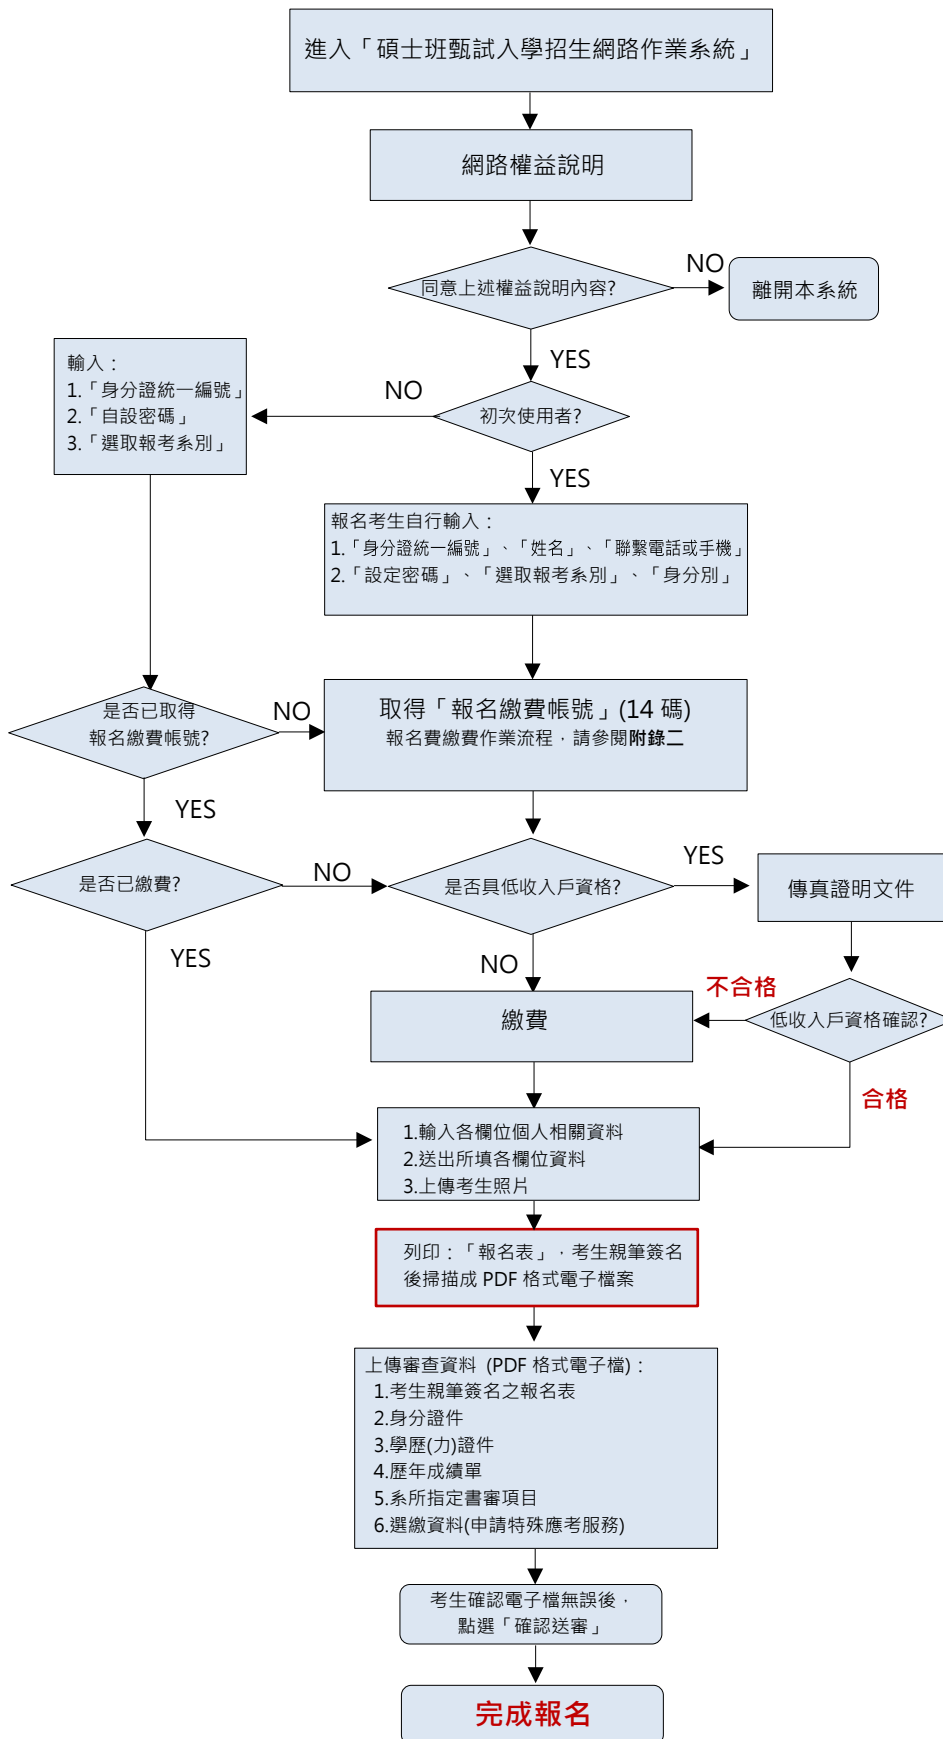 進入「碩士班甄試入學招生網路作業系統」
網路權益說明
同意上述權益說明內容?
NO
離開本系統
YES
初次使用者?
NO
輸入：
1.「身分證統一編號」
2.「自設密碼」
3.「選取報考系別」
YES
報名考生自行輸入：
1.「身分證統一編號」、「姓名」、「聯繫電話或手機」
2.「設定密碼」、「選取報考系別」、「身分別」
是否已取得
報名繳費帳號?
NO
取得「報名繳費帳號」(14 碼)
報名費繳費作業流程，請參閱附錄二
YES
是否已繳費?
NO
是否具低收入戶資格?
YES
傳真證明文件
YES
NO
不合格
繳費
低收入戶資格確認?
合格
1.輸入各欄位個人相關資料
2.送出所填各欄位資料
3.上傳考生照片
列印：「報名表」，考生親筆簽名
後掃描成 PDF 格式電子檔案
上傳審查資料 (PDF 格式電子檔)：
1.考生親筆簽名之報名表
2.身分證件
3.學歷(力)證件
4.歷年成績單
5.系所指定書審項目
6.選繳資料(申請特殊應考服務)
考生確認電子檔無誤後，
點選「確認送審」
完成報名